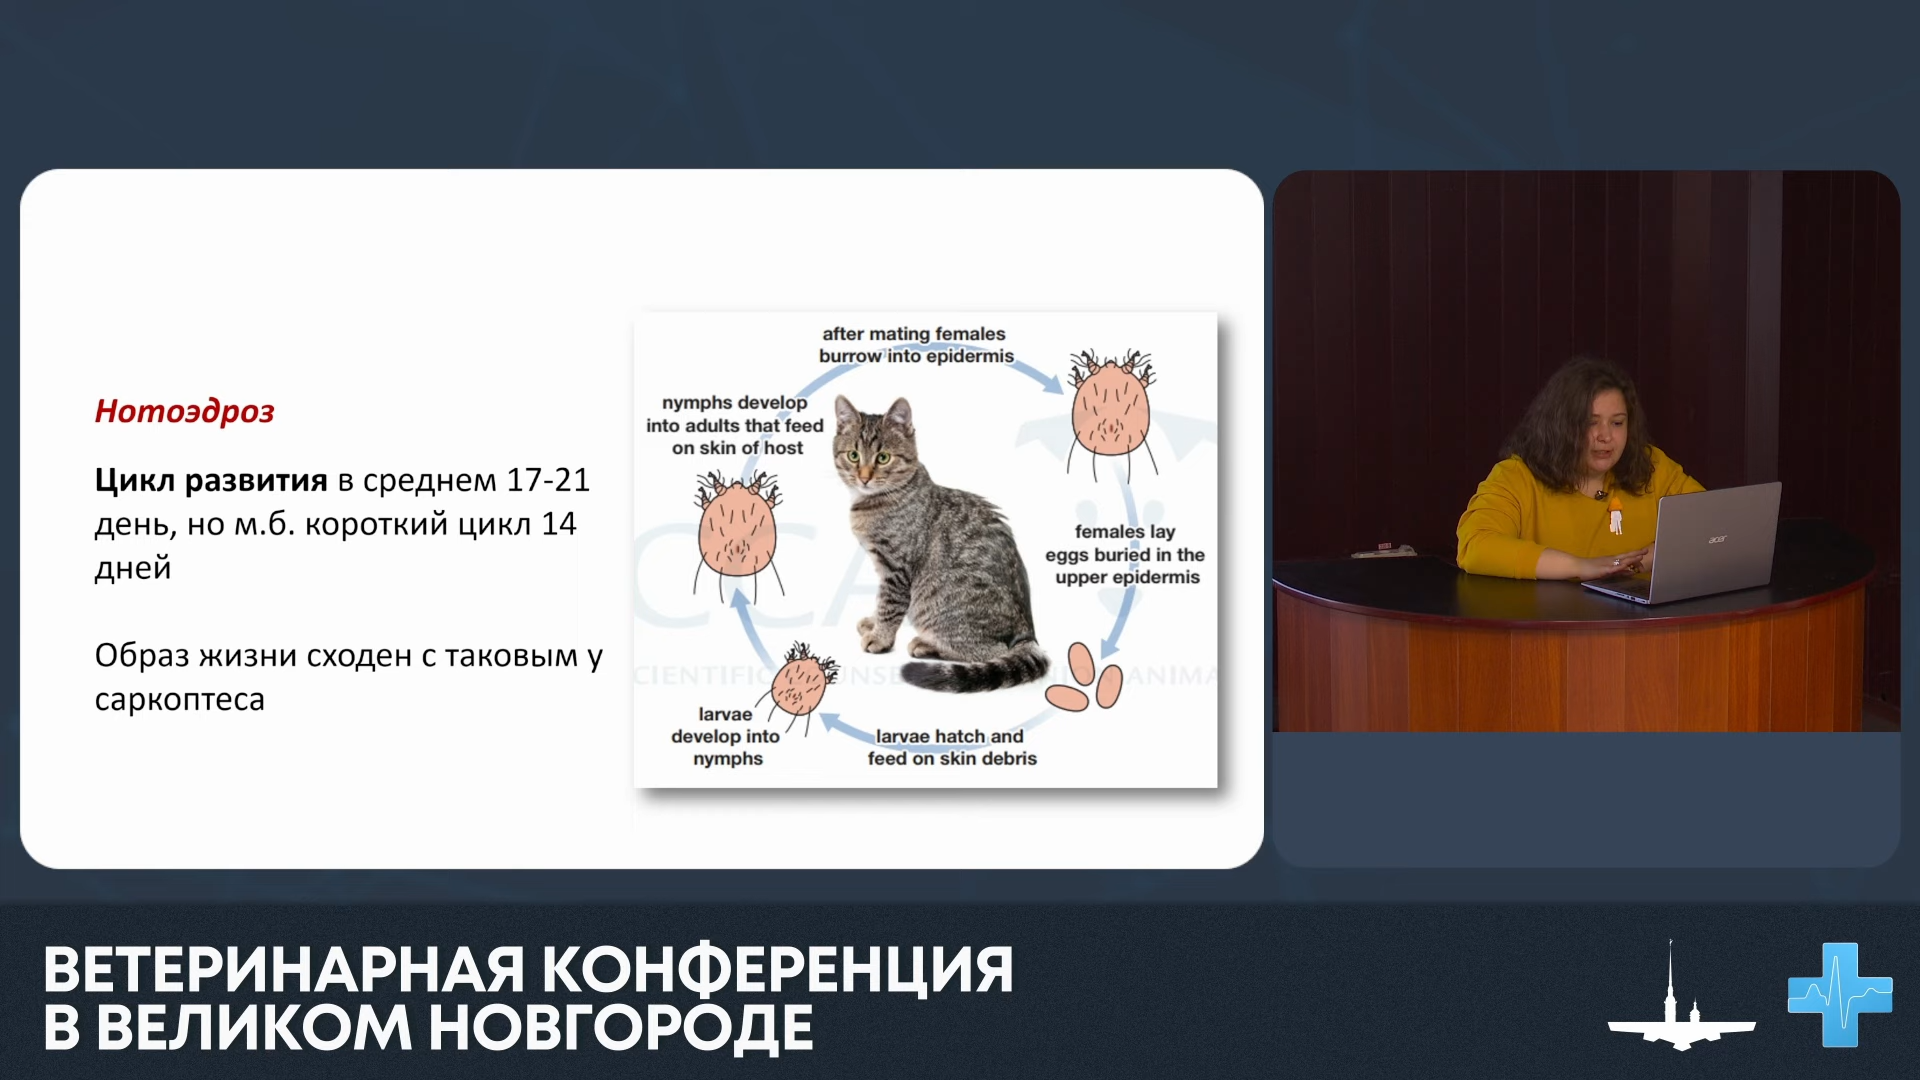 Нотоэдроз
Цикл развития в среднем 17-21
день, но м.б. короткий цикл 14
дней
Образ жизни сходен с таковым у
саркоптеса
after mating females
burrow into epidermis
nymphs develop
into adults that feed
on skin of host
females lay
eggs buried in the
upper epidermis
larvae
develop into
nymphs
larvae hatch and
feed on skin debris
acer
ВЕТЕРИНАРНАЯ КОНФЕРЕНЦИЯ
В ВЕЛИКОМ НОВГОРОДЕ